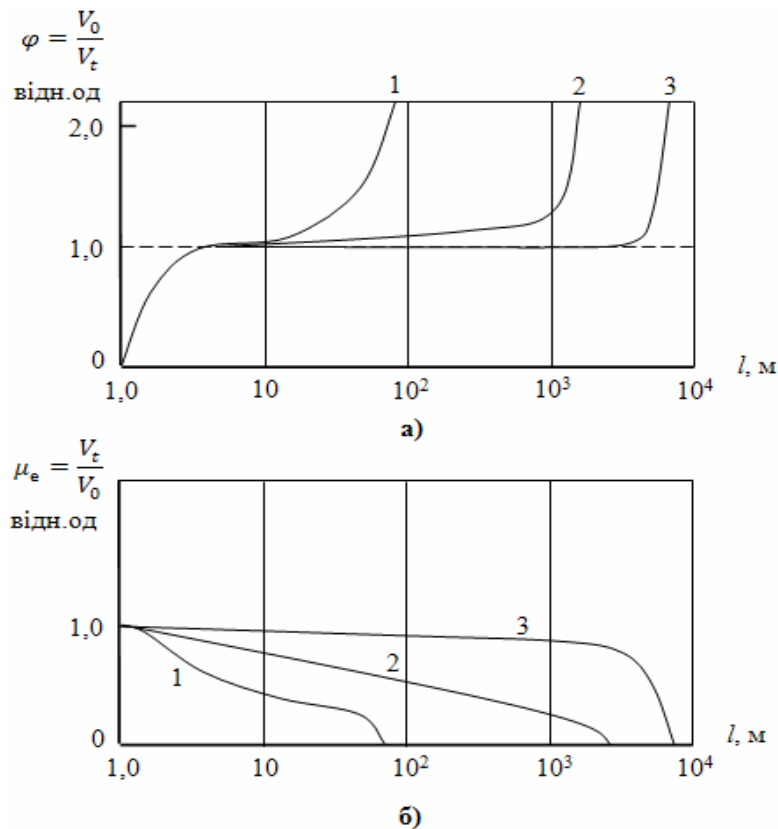 φ = V₀/Vₜ
відн.од
1 2 3
2,0
1,0
0
1,0 10 10² 10³ 10⁴ l, м
а)
μₑ = Vₜ/V₀
відн.од
1,0
1 2 3
0
1,0 10 10² 10³ 10⁴ l, м
б)